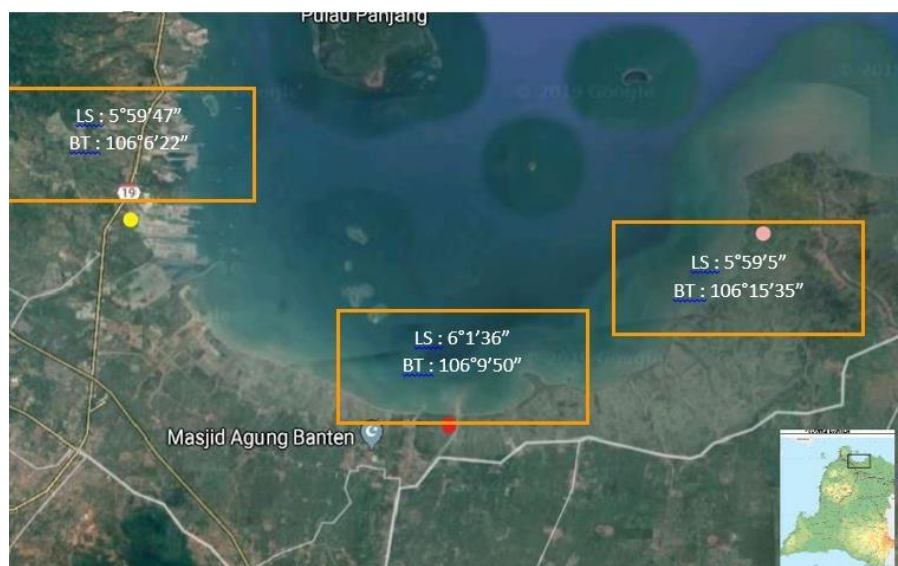 Pulau Panjang
© 2019 Google
LS : 5°59’47”
BT : 106°6’22”
19
LS : 5°59’5”
BT : 106°15’35”
LS : 6°1’36”
BT : 106°9’50”
Masjid Agung Banten